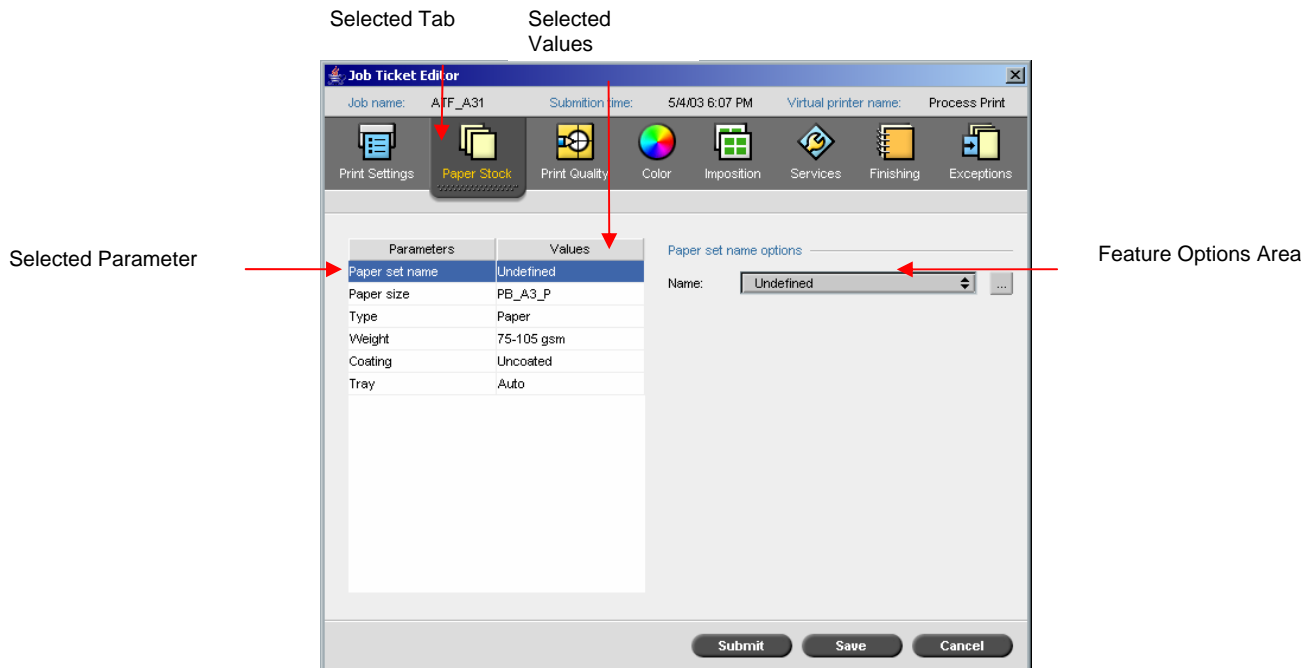 Selected Tab
Selected
Values
Job Ticket Editor
Job name: ATF_A31 Submition time: 5/4/03 6:07 PM Virtual printer name: Process Print
Print Settings Paper Stock Print Quality Color Imposition Services Finishing Exceptions
Parameters Values
Paper set name Undefined
Paper size PB_A3_P
Type Paper
Weight 75-105 gsm
Coating Uncoated
Tray Auto
Paper set name options
Name: Undefined ...
Selected Parameter
Feature Options Area
Submit Save Cancel